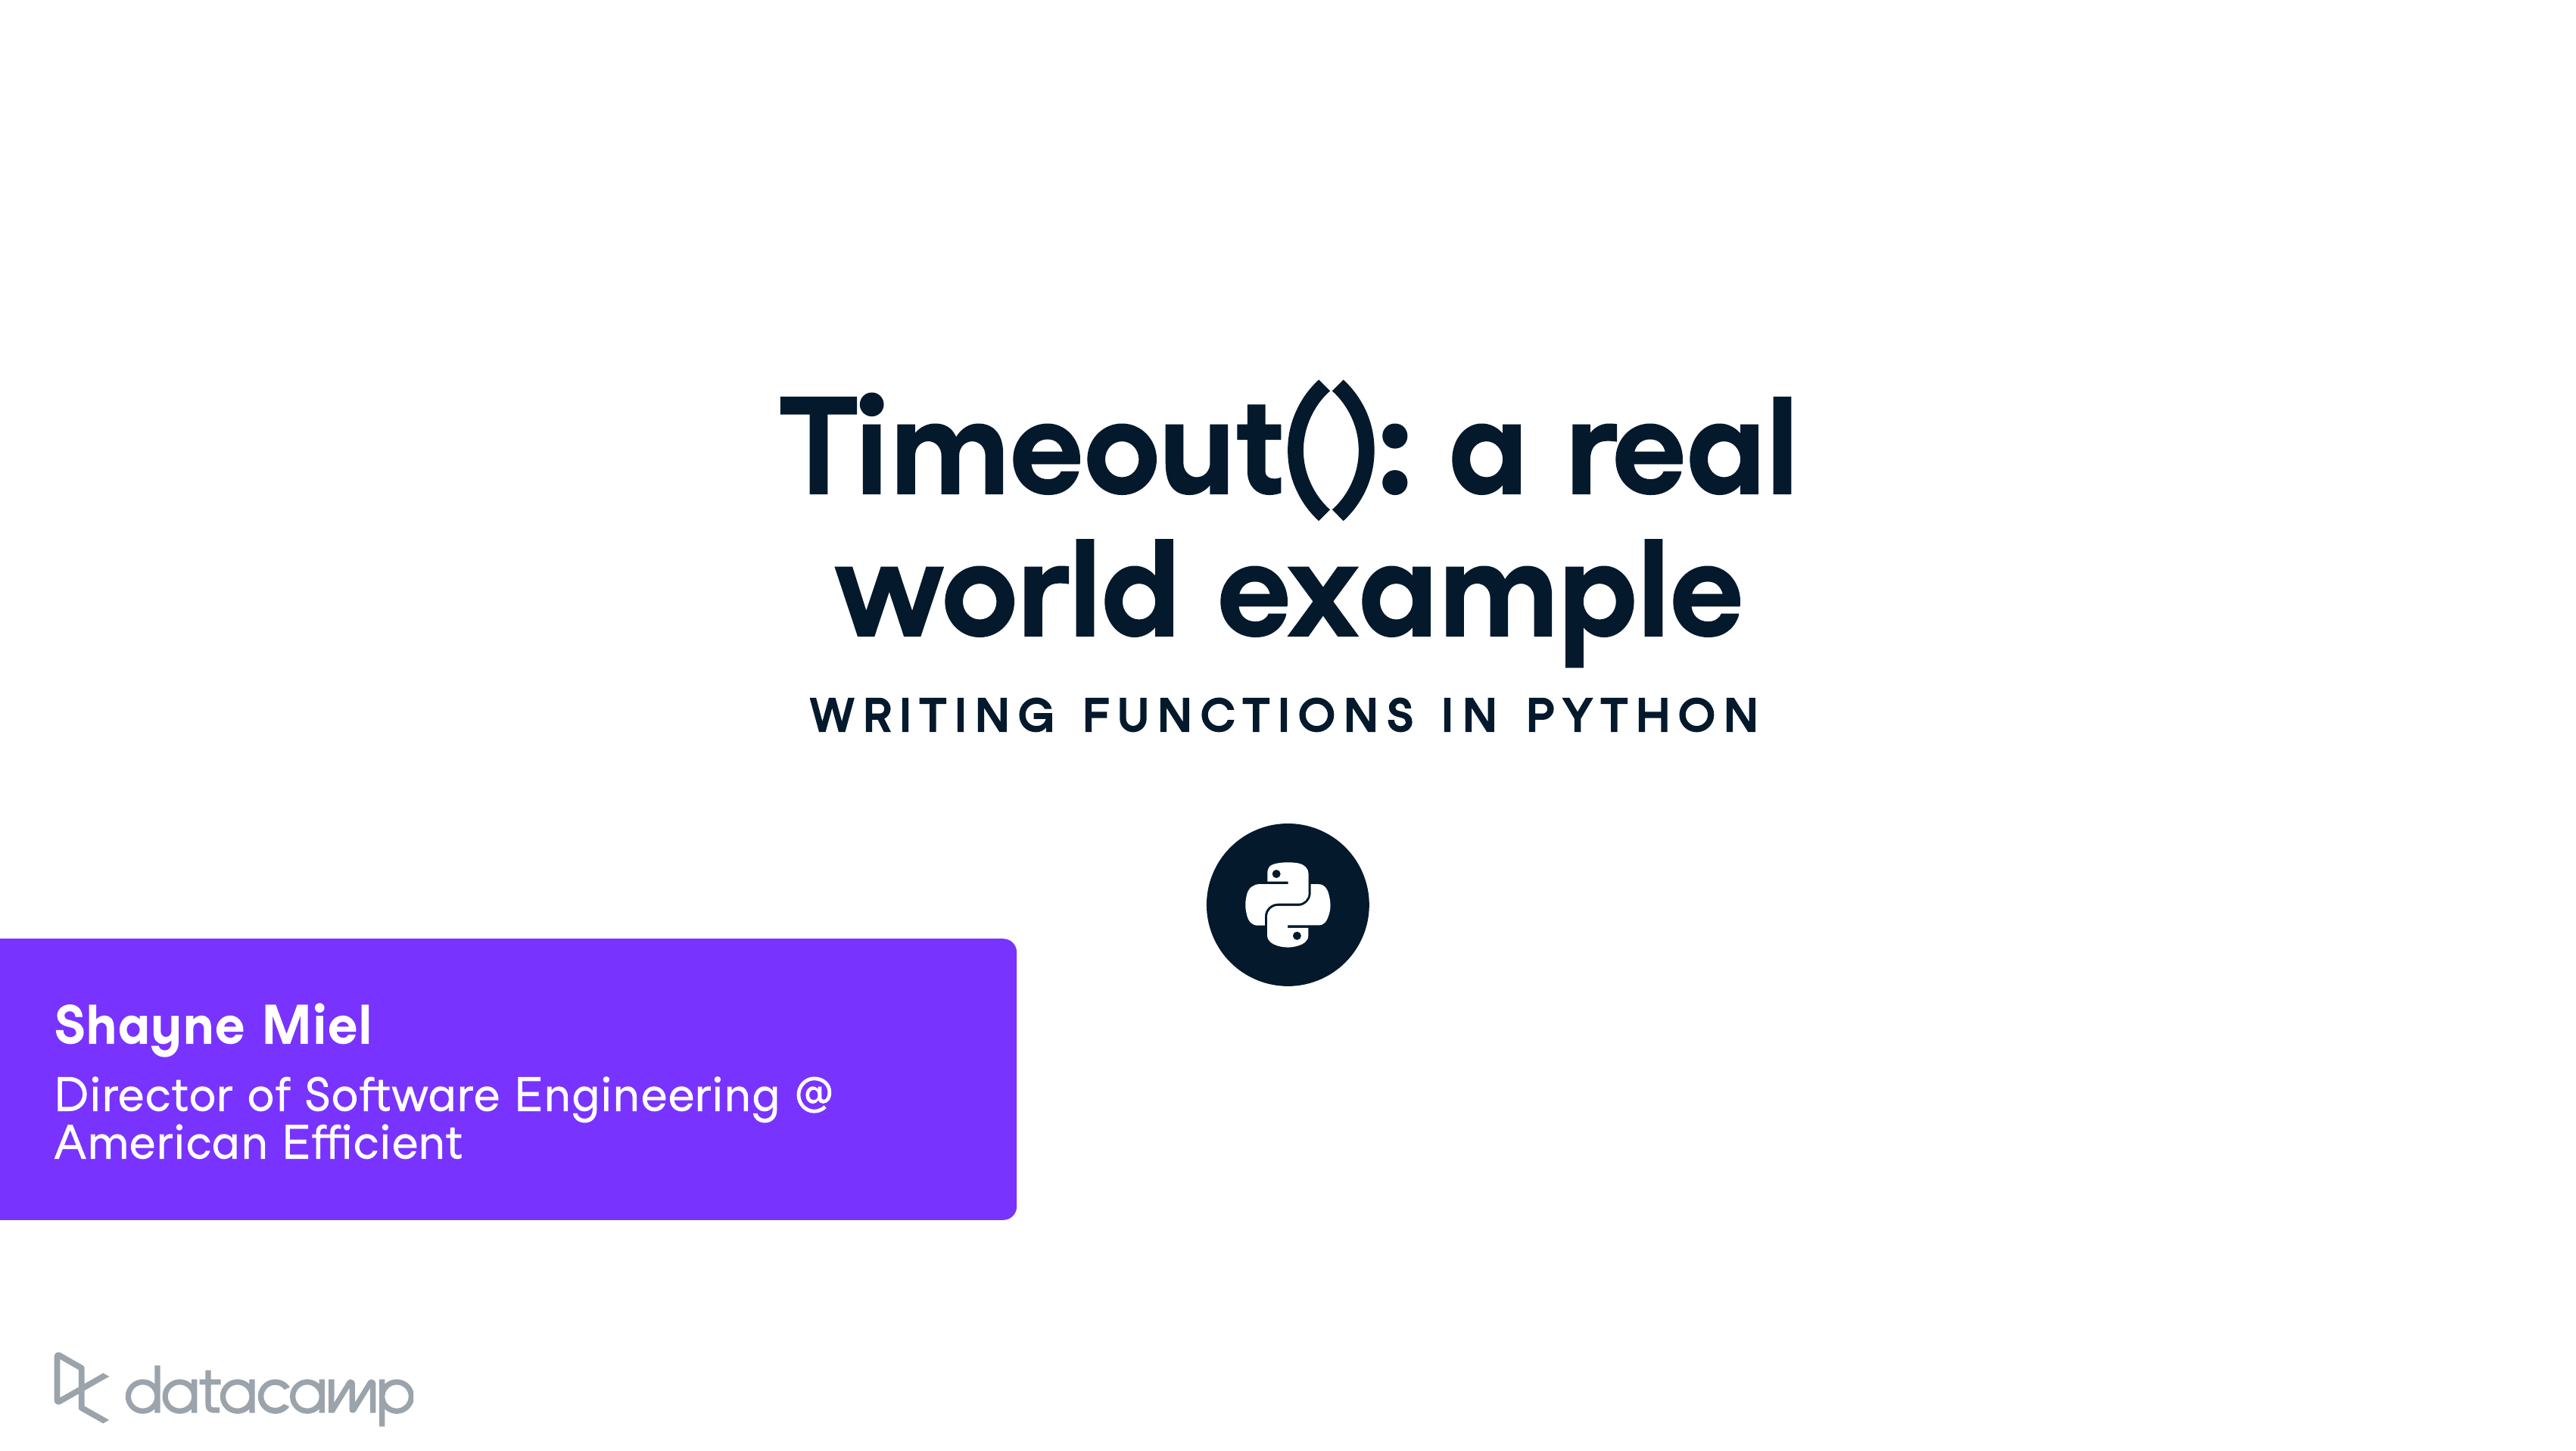 Timeout(): a real
world example
WRITING FUNCTIONS IN PYTHON
Shayne Miel
Director of Software Engineering @
American Efficient
datacamp